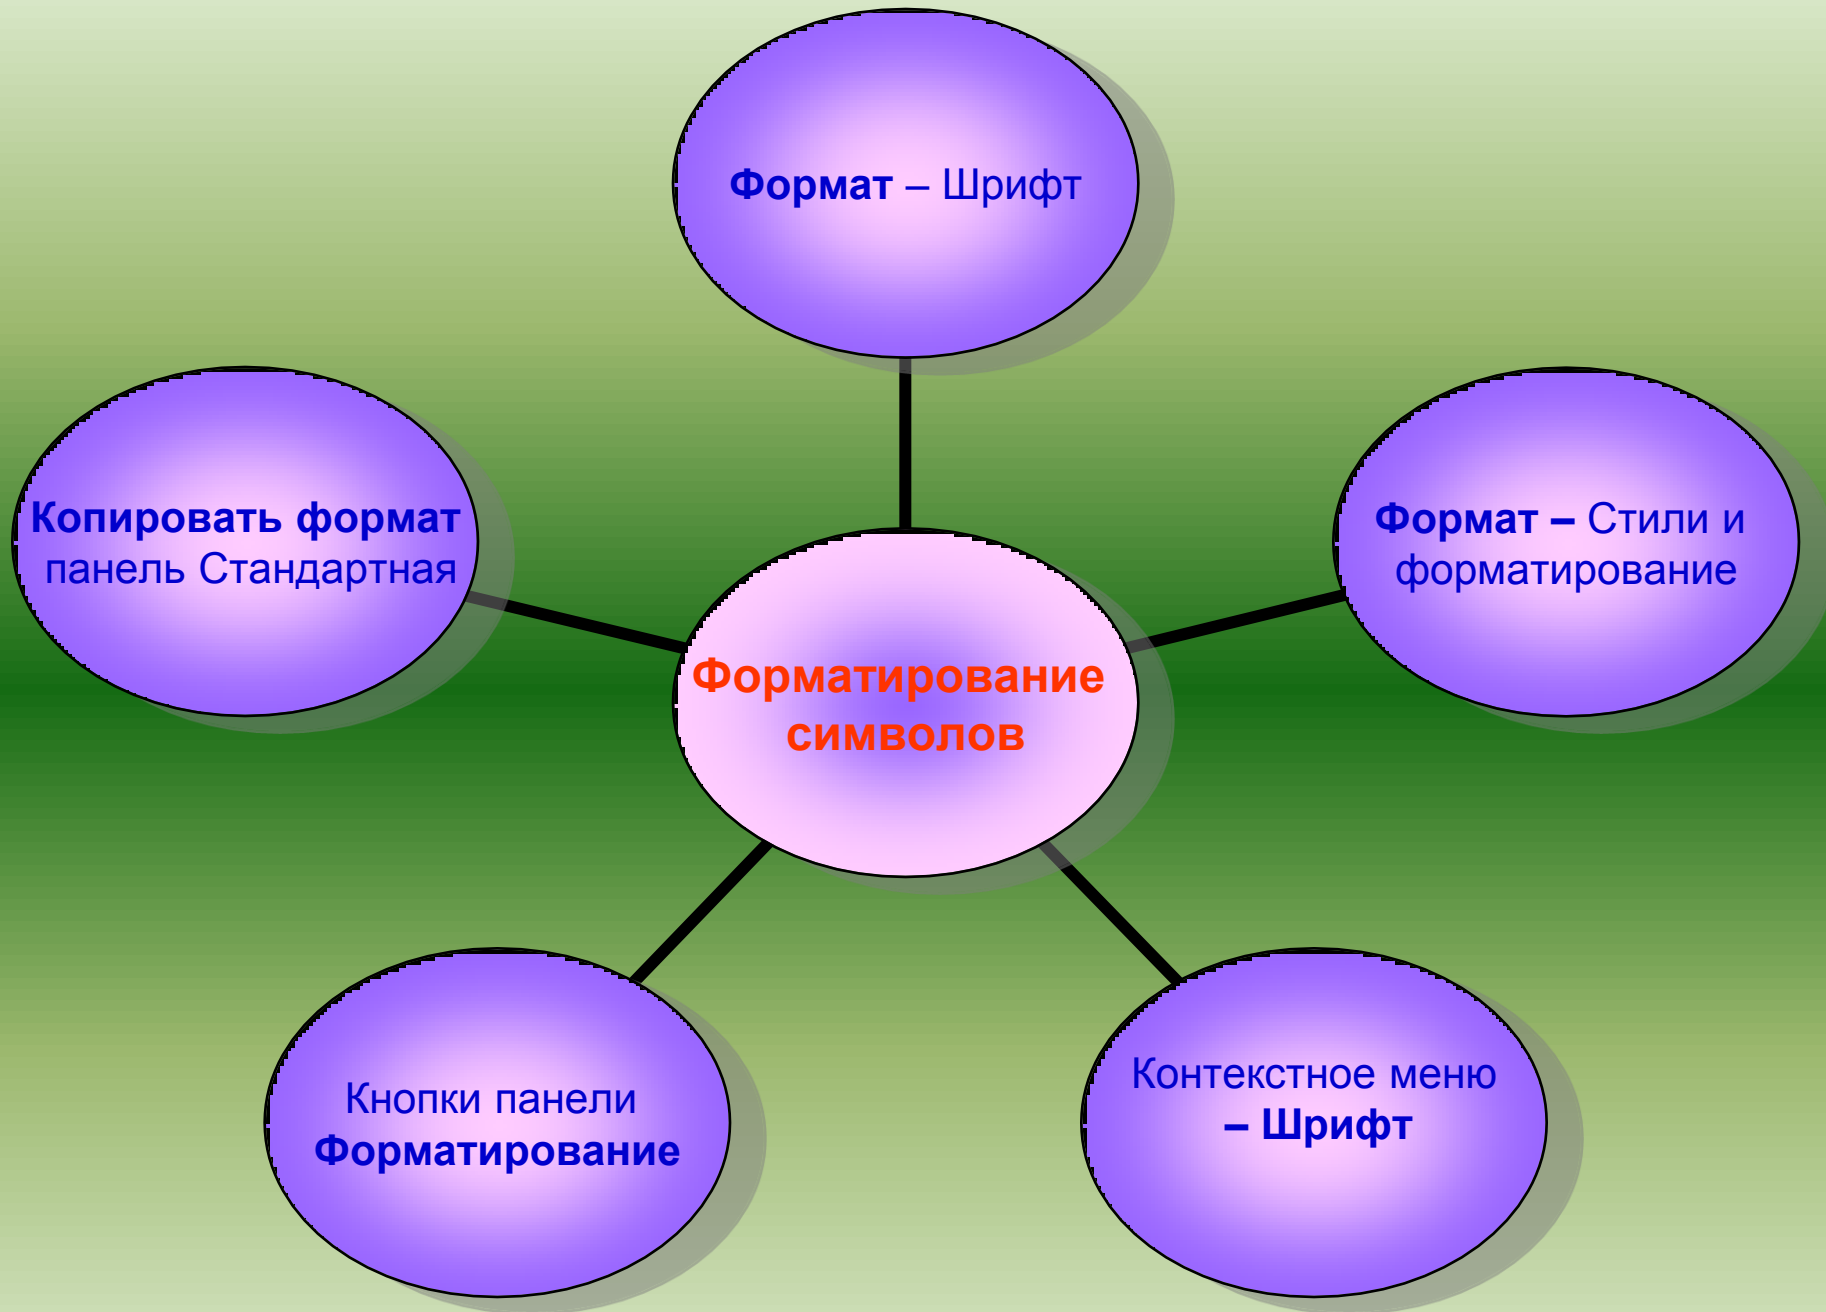 Формат – Шрифт
Копировать формат
панель Стандартная
Формат – Стили и
форматирование
Форматирование
символов
Кнопки панели
Форматирование
Контекстное меню
– Шрифт